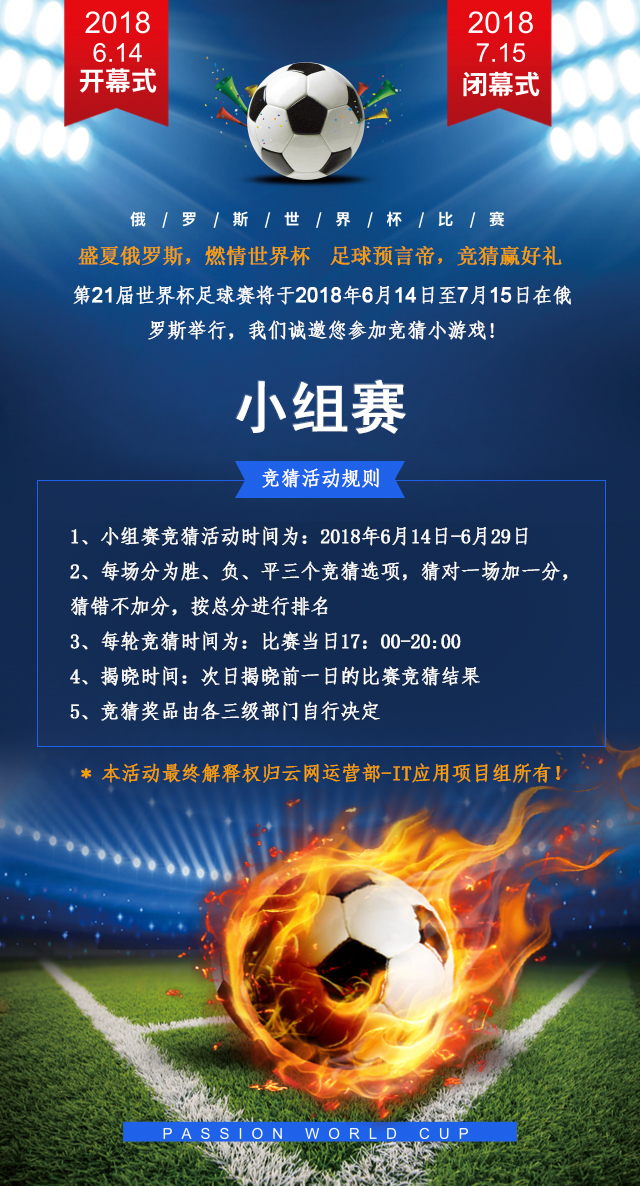 2018
6.14
开幕式
2018
7.15
闭幕式
俄/罗/斯/世/界/杯/比/赛
盛夏俄罗斯，燃情世界杯 足球预言帝，竞猜赢好礼
第21届世界杯足球赛将于2018年6月14日至7月15日在俄
罗斯举行，我们诚邀您参加竞猜小游戏!
小组赛
竞猜活动规则
1、小组赛竞猜活动时间为：2018年6月14日-6月29日
2、每场分为胜、负、平三个竞猜选项，猜对一场加一分，
猜错不加分，按总分进行排名
3、每轮竞猜时间为：比赛当日17：00-20:00
4、揭晓时间：次日揭晓前一日的比赛竞猜结果
5、竞猜奖品由各三级部门自行决定
* 本活动最终解释权归云网运营部-IT应用项目组所有!
PASSION WORLD CUP